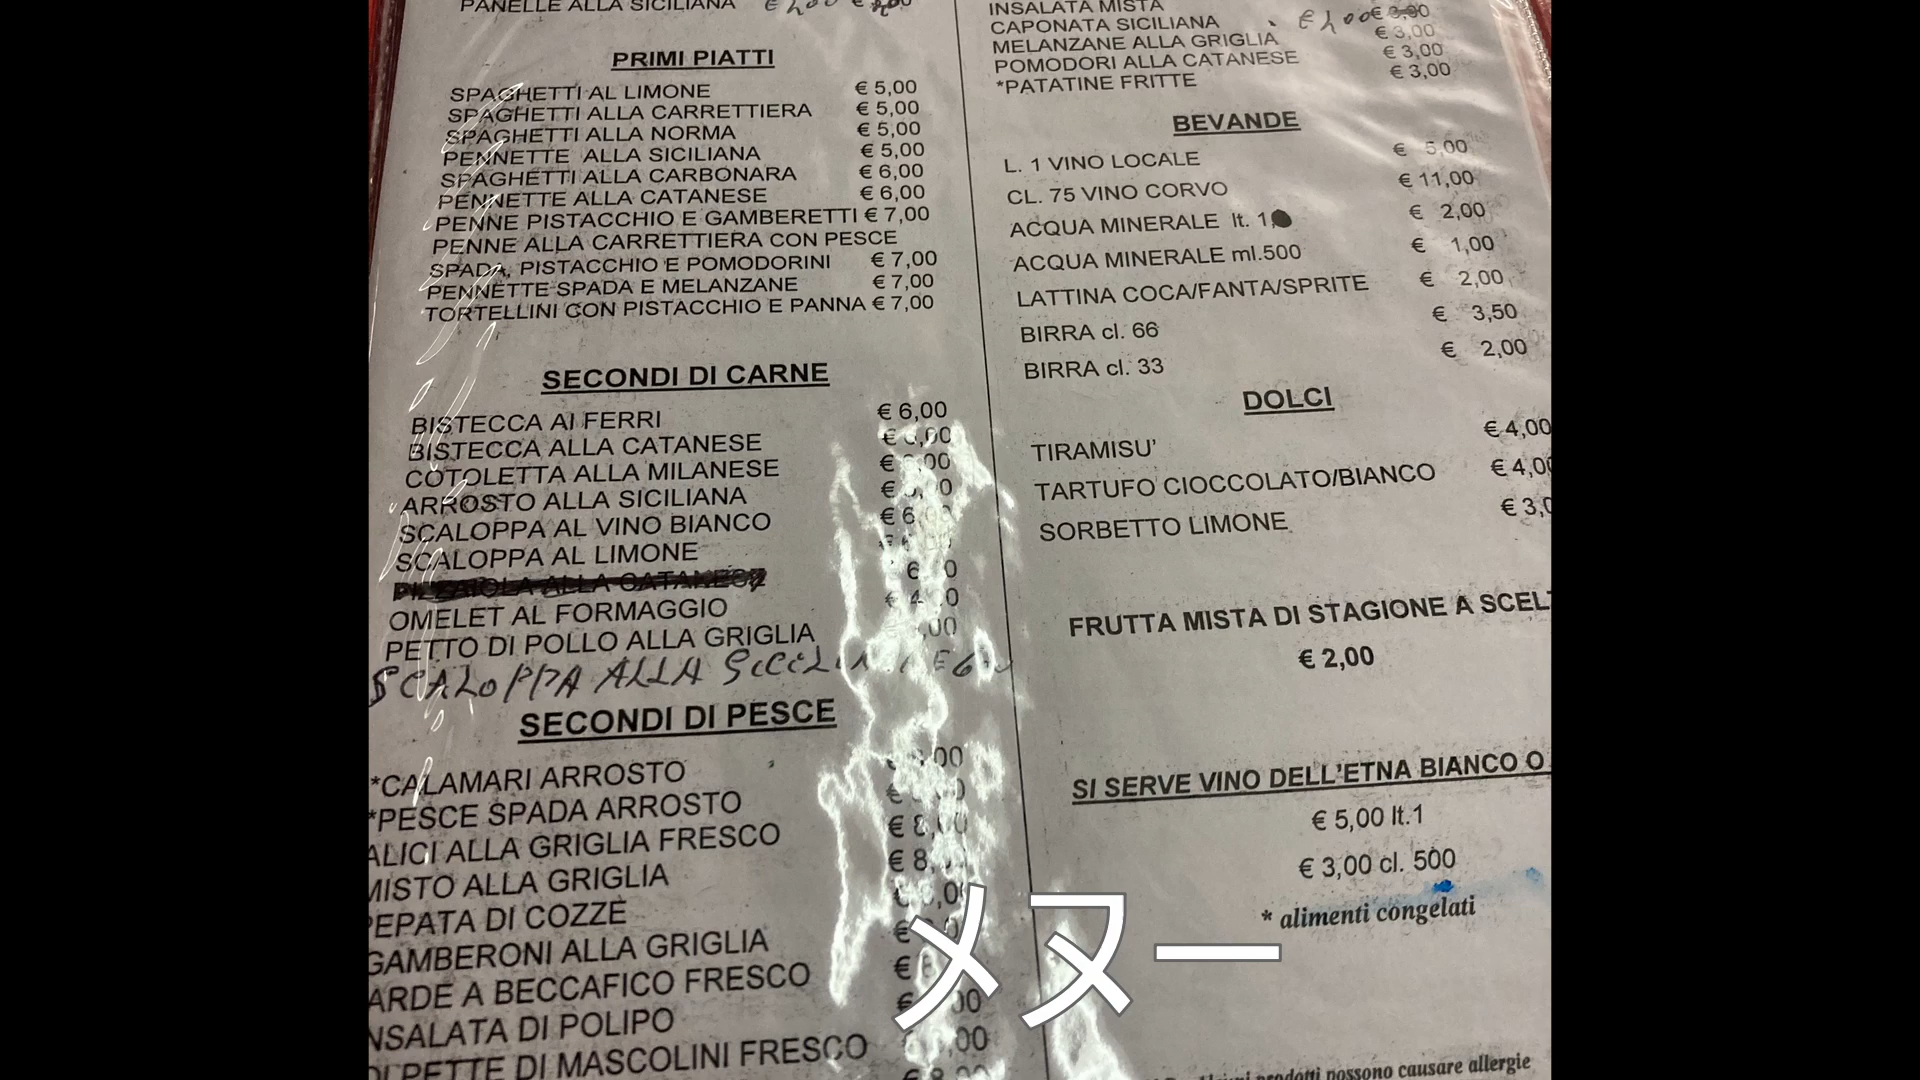 PANELLE ALLA SICILIANA
PRIMI PIATTI
SPAGHETTI AL LIMONE € 5,00
SPAGHETTI ALLA CARRETTIERA € 5,00
SPAGHETTI ALLA NORMA € 5,00
PENNETTE ALLA SICILIANA € 5,00
SPAGHETTI ALLA CARBONARA € 6,00
PENNETTE ALLA CATANESE € 6,00
PENNE PISTACCHIO E GAMBERETTI € 7,00
PENNE ALLA CARRETTIERA CON PESCE
SPADA, PISTACCHIO E POMODORINI € 7,00
PENNETTE SPADA E MELANZANE € 7,00
TORTELLINI CON PISTACCHIO E PANNA € 7,00
SECONDI DI CARNE
BISTECCA AI FERRI € 6,00
BISTECCA ALLA CATANESE
COTOLETTA ALLA MILANESE
ARROSTO ALLA SICILIANA
SCALOPPA AL VINO BIANCO
SCALOPPA AL LIMONE
OMELET AL FORMAGGIO
PETTO DI POLLO ALLA GRIGLIA
SCALOPPA ALLA
SECONDI DI PESCE
*CALAMARI ARROSTO
*PESCE SPADA ARROSTO
ALICI ALLA GRIGLIA FRESCO
MISTO ALLA GRIGLIA
PEPATA DI COZZE
GAMBERONI ALLA GRIGLIA
ARDE A BECCAFICO FRESCO
NSALATA DI POLIPO
DI MASCOLINI FRESCO
INSALATA MISTA
CAPONATA SICILIANA € 3,00
MELANZANE ALLA GRIGLIA € 3,00
POMODORI ALLA CATANESE € 3,00
*PATATINE FRITTE € 3,00
BEVANDE
L. 1 VINO LOCALE € 5,00
CL. 75 VINO CORVO € 11,00
ACQUA MINERALE lt. 1 € 2,00
ACQUA MINERALE ml.500 € 1,00
LATTINA COCA/FANTA/SPRITE € 2,00
BIRRA cl. 66 € 3,50
BIRRA cl. 33 € 2,00
DOLCI
TIRAMISU' € 4,00
TARTUFO CIOCCOLATO/BIANCO € 4,00
SORBETTO LIMONE € 3,0
FRUTTA MISTA DI STAGIONE A SCEL
€ 2,00
SI SERVE VINO DELL'ETNA BIANCO O
€ 5,00 lt.1
€ 3,00 cl. 500
* alimenti congelati
prodotti possono causare allergie
メヌー